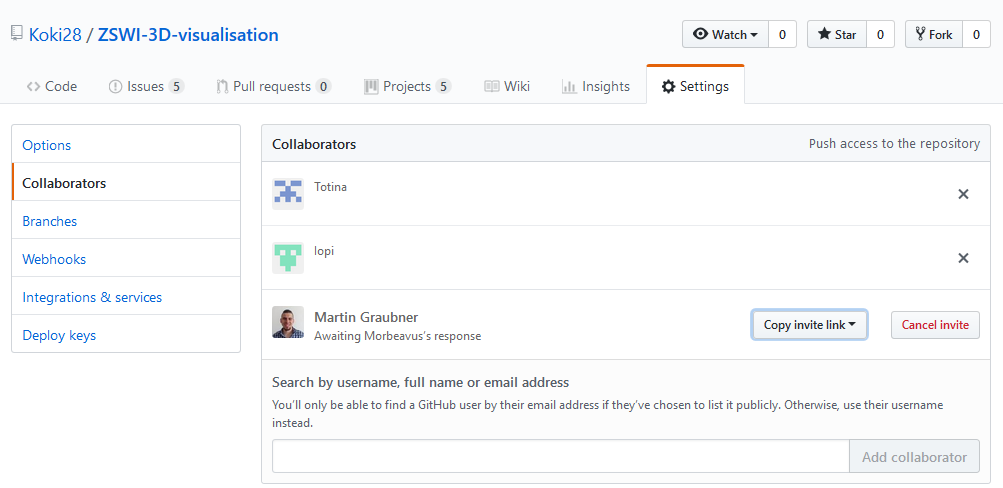 Koki28 / ZSWI-3D-visualisation
Watch 0
Star 0
Fork 0
Code
Issues 5
Pull requests 0
Projects 5
Wiki
Insights
Settings
Options
Collaborators
Branches
Webhooks
Integrations & services
Deploy keys
Collaborators
Push access to the repository
Totina
lopi
Martin Graubner
Awaiting Morbeavus's response
Copy invite link
Cancel invite
Search by username, full name or email address
You'll only be able to find a GitHub user by their email address if they've chosen to list it publicly. Otherwise, use their username
instead.
Add collaborator